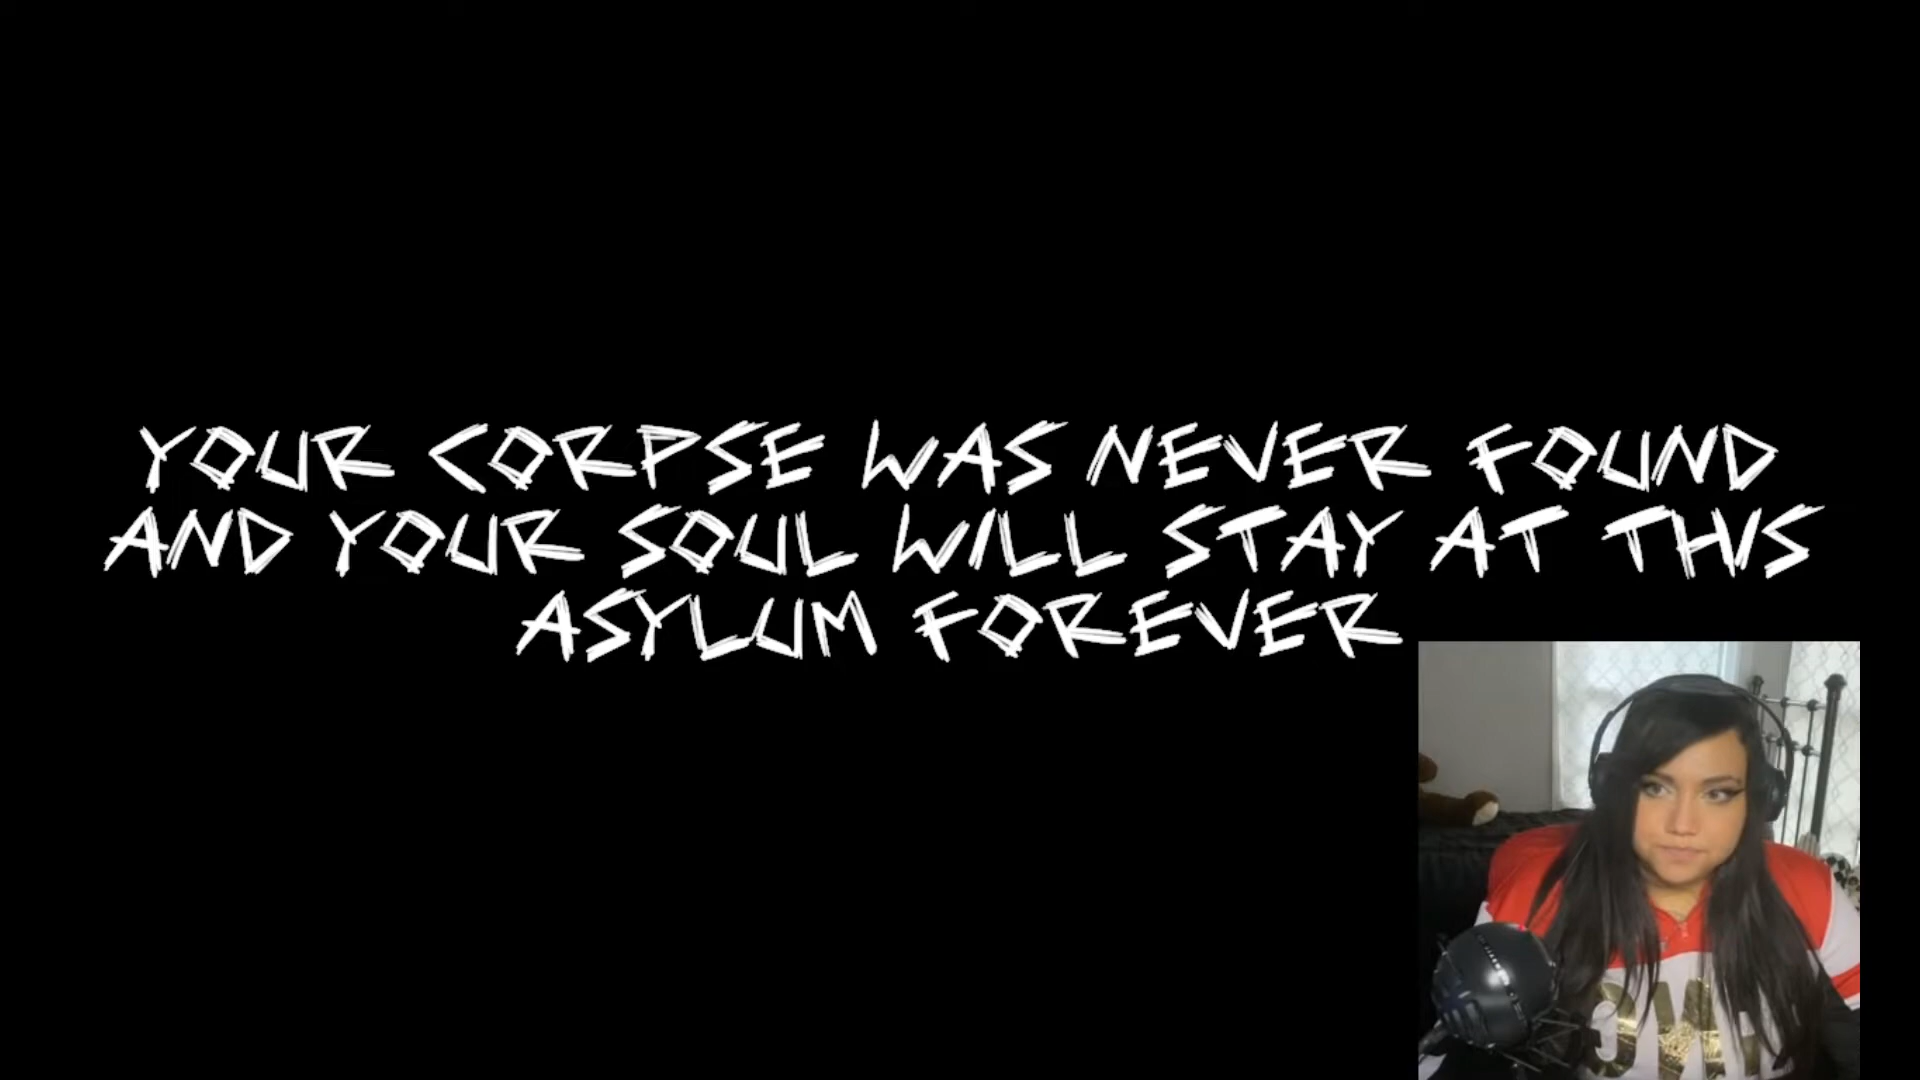 YOUR CORPSE WAS NEVER FOUND
AND YOUR SOUL WILL STAY AT THIS
ASYLUM FOREVER